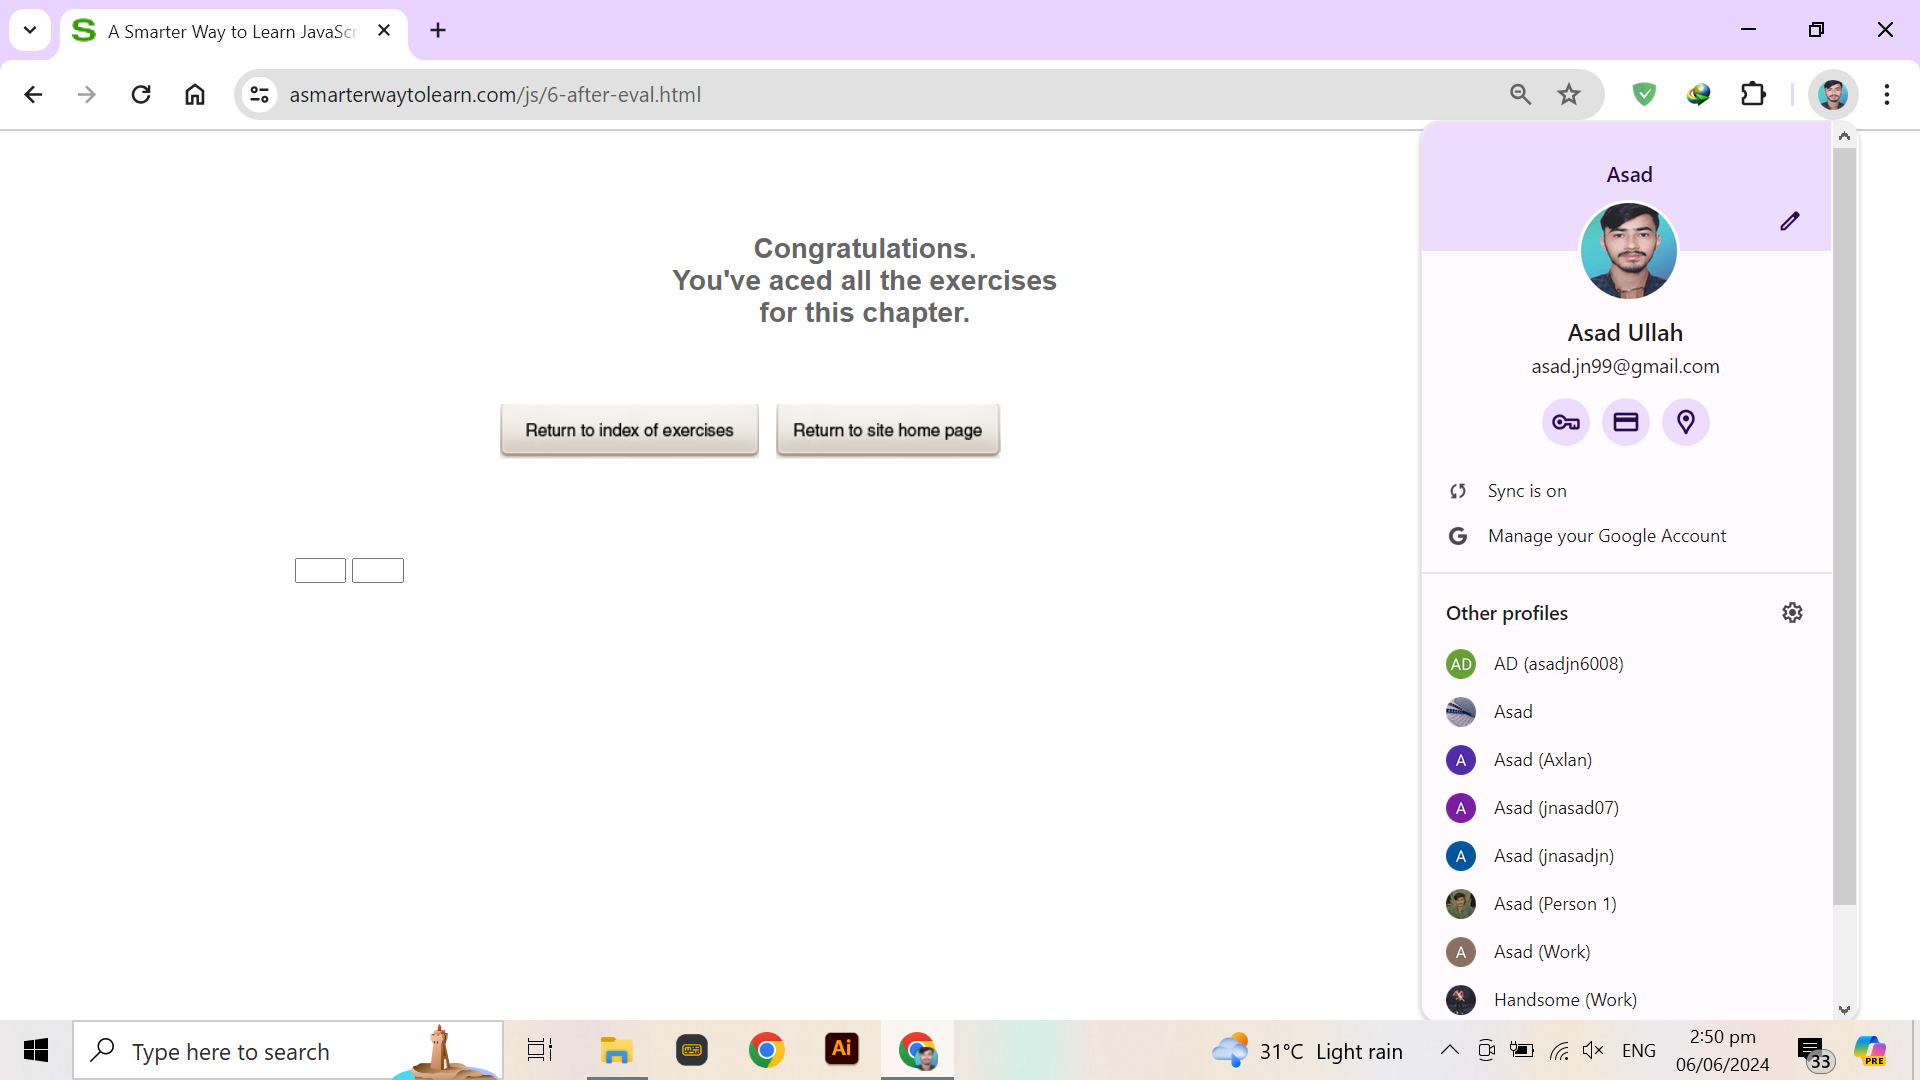 A Smarter Way to Learn JavaScr
asmarterwaytolearn.com/js/6-after-eval.html
Congratulations.
You've aced all the exercises
for this chapter.
Return to index of exercises
Return to site home page
Asad
Asad Ullah
asad.jn99@gmail.com
Sync is on
Manage your Google Account
Other profiles
AD AD (asadjn6008)
Asad
A Asad (Axlan)
A Asad (jnasad07)
A Asad (jnasadjn)
Asad (Person 1)
A Asad (Work)
Handsome (Work)
Type here to search
Ai
31°C Light rain
ENG
2:50 pm
06/06/2024
33
PRE